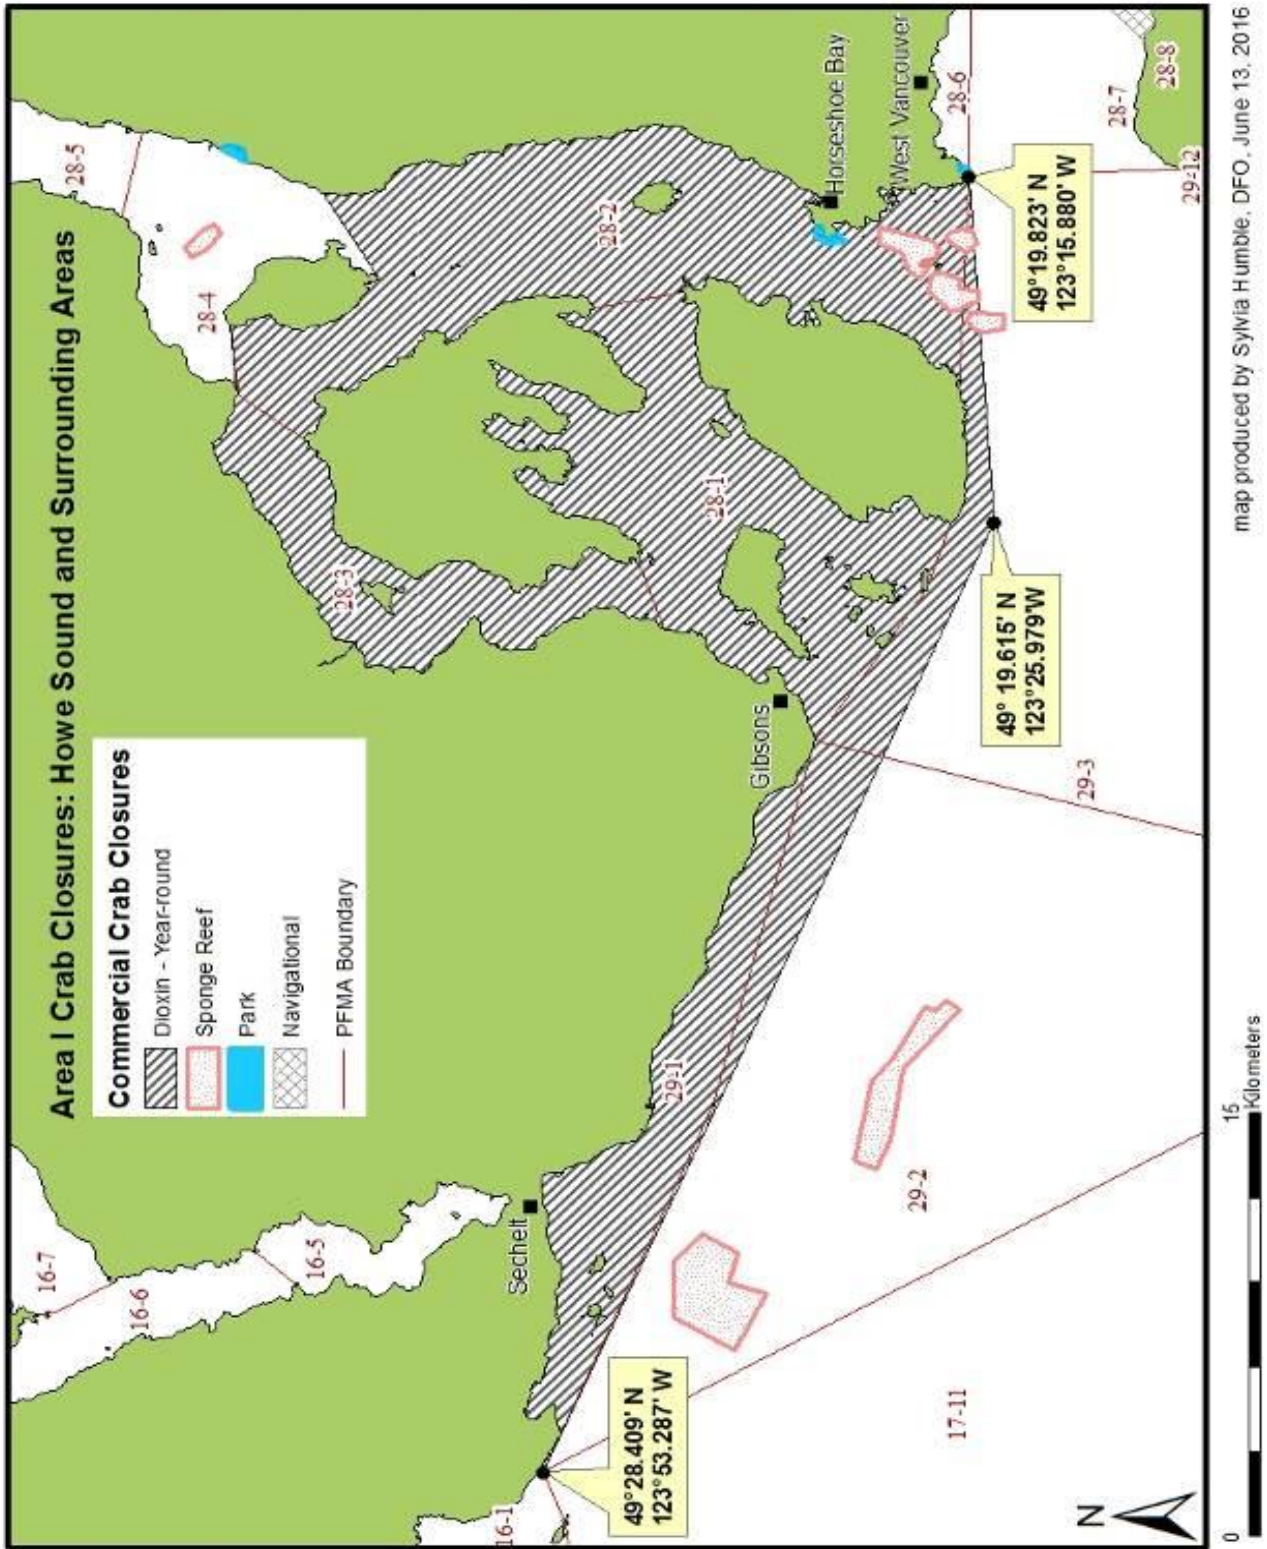 Area I Crab Closures: Howe Sound and Surrounding Areas
Commercial Crab Closures
Dioxin - Year-round
Sponge Reef
Park
Navigational
PFMA Boundary
16-7
16-6
16-5
Sechelt
16-1
49°28.409' N
123°53.287' W
17-11
29-2
29-1
Gibsons
29-3
49° 19.615' N
123°25.979'W
28-3
28-1
28-4
28-5
28-2
Horseshoe Bay
West Vancouver
28-6
28-7
28-8
29-12
49°19.823' N
123°15.880' W
N
0
15
Kilometers
map produced by Sylvia Humble, DFO, June 13, 2016